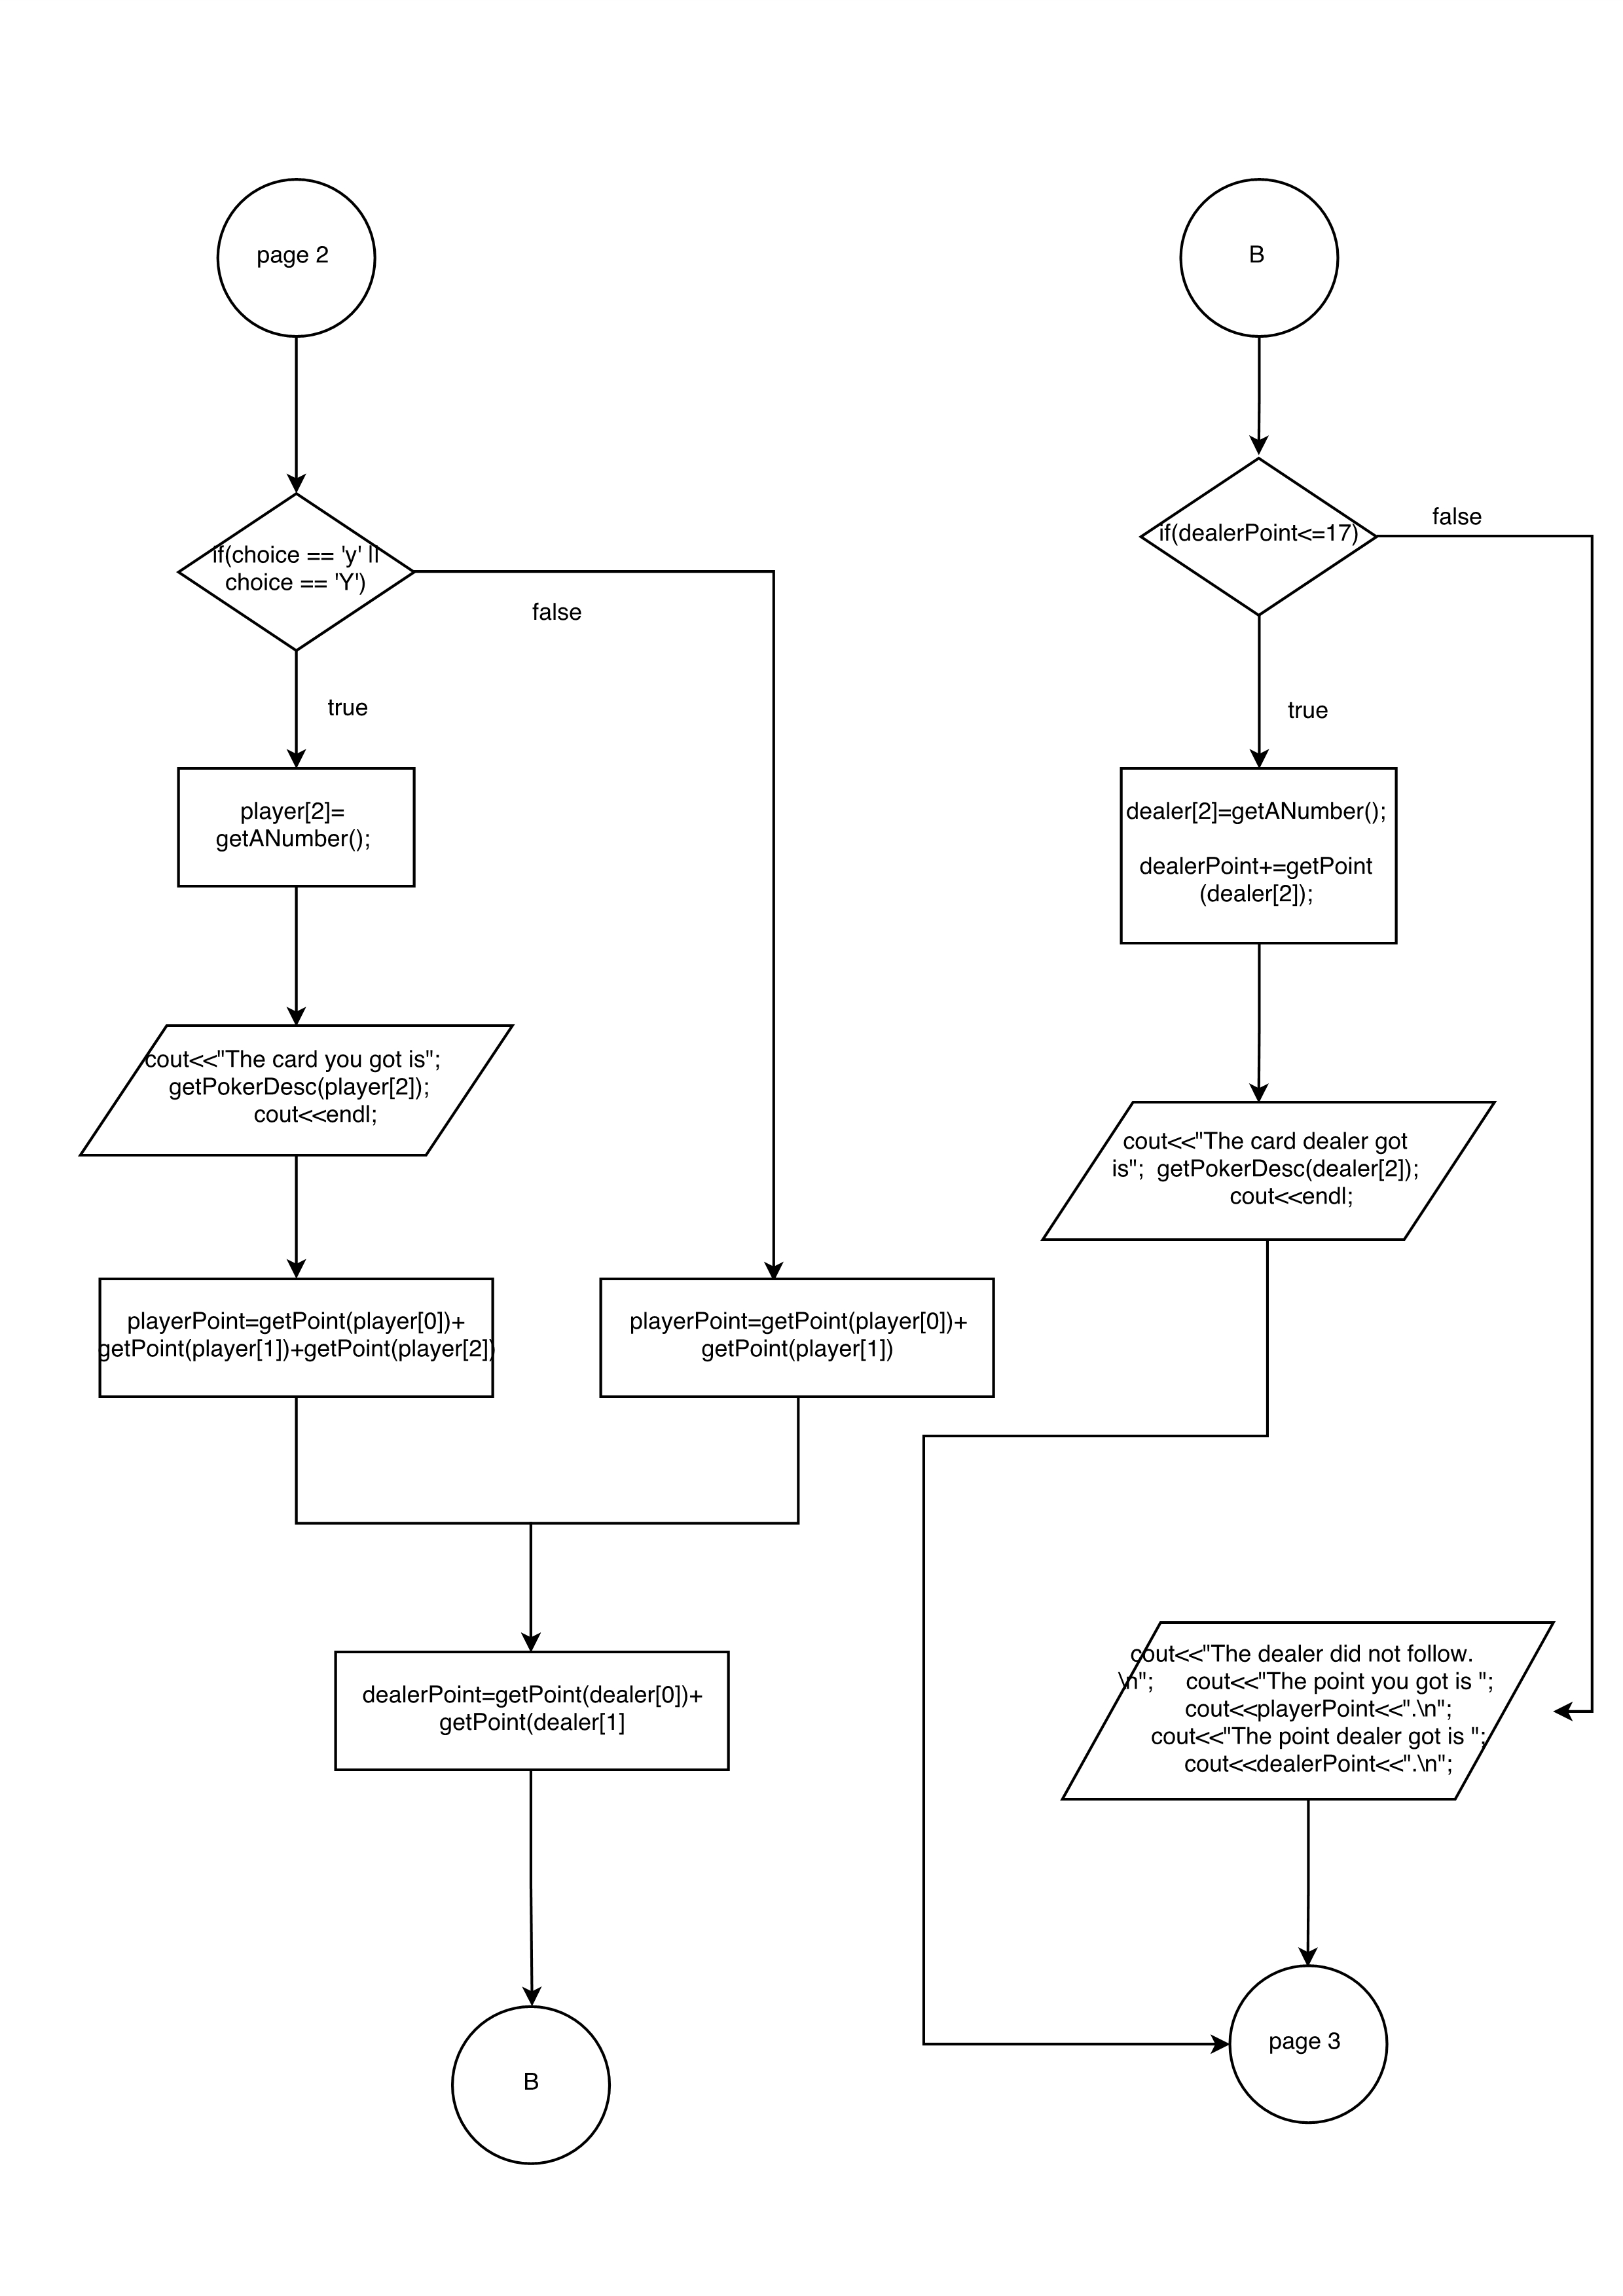 page 2
if(choice == 'y' ||
choice == 'Y')
false
true
player[2]=
getANumber();
cout<<"The card you got is";
getPokerDesc(player[2]);
cout<<endl;
playerPoint=getPoint(player[0])+
getPoint(player[1])+getPoint(player[2])
playerPoint=getPoint(player[0])+
getPoint(player[1])
dealerPoint=getPoint(dealer[0])+
getPoint(dealer[1]
B
B
if(dealerPoint<=17)
false
true
dealer[2]=getANumber();
dealerPoint+=getPoint
(dealer[2]);
cout<<"The card dealer got
is";  getPokerDesc(dealer[2]);
cout<<endl;
cout<<"The dealer did not follow.
\n";     cout<<"The point you got is ";
cout<<playerPoint<<".\n";
cout<<"The point dealer got is ";
cout<<dealerPoint<<".\n";
page 3